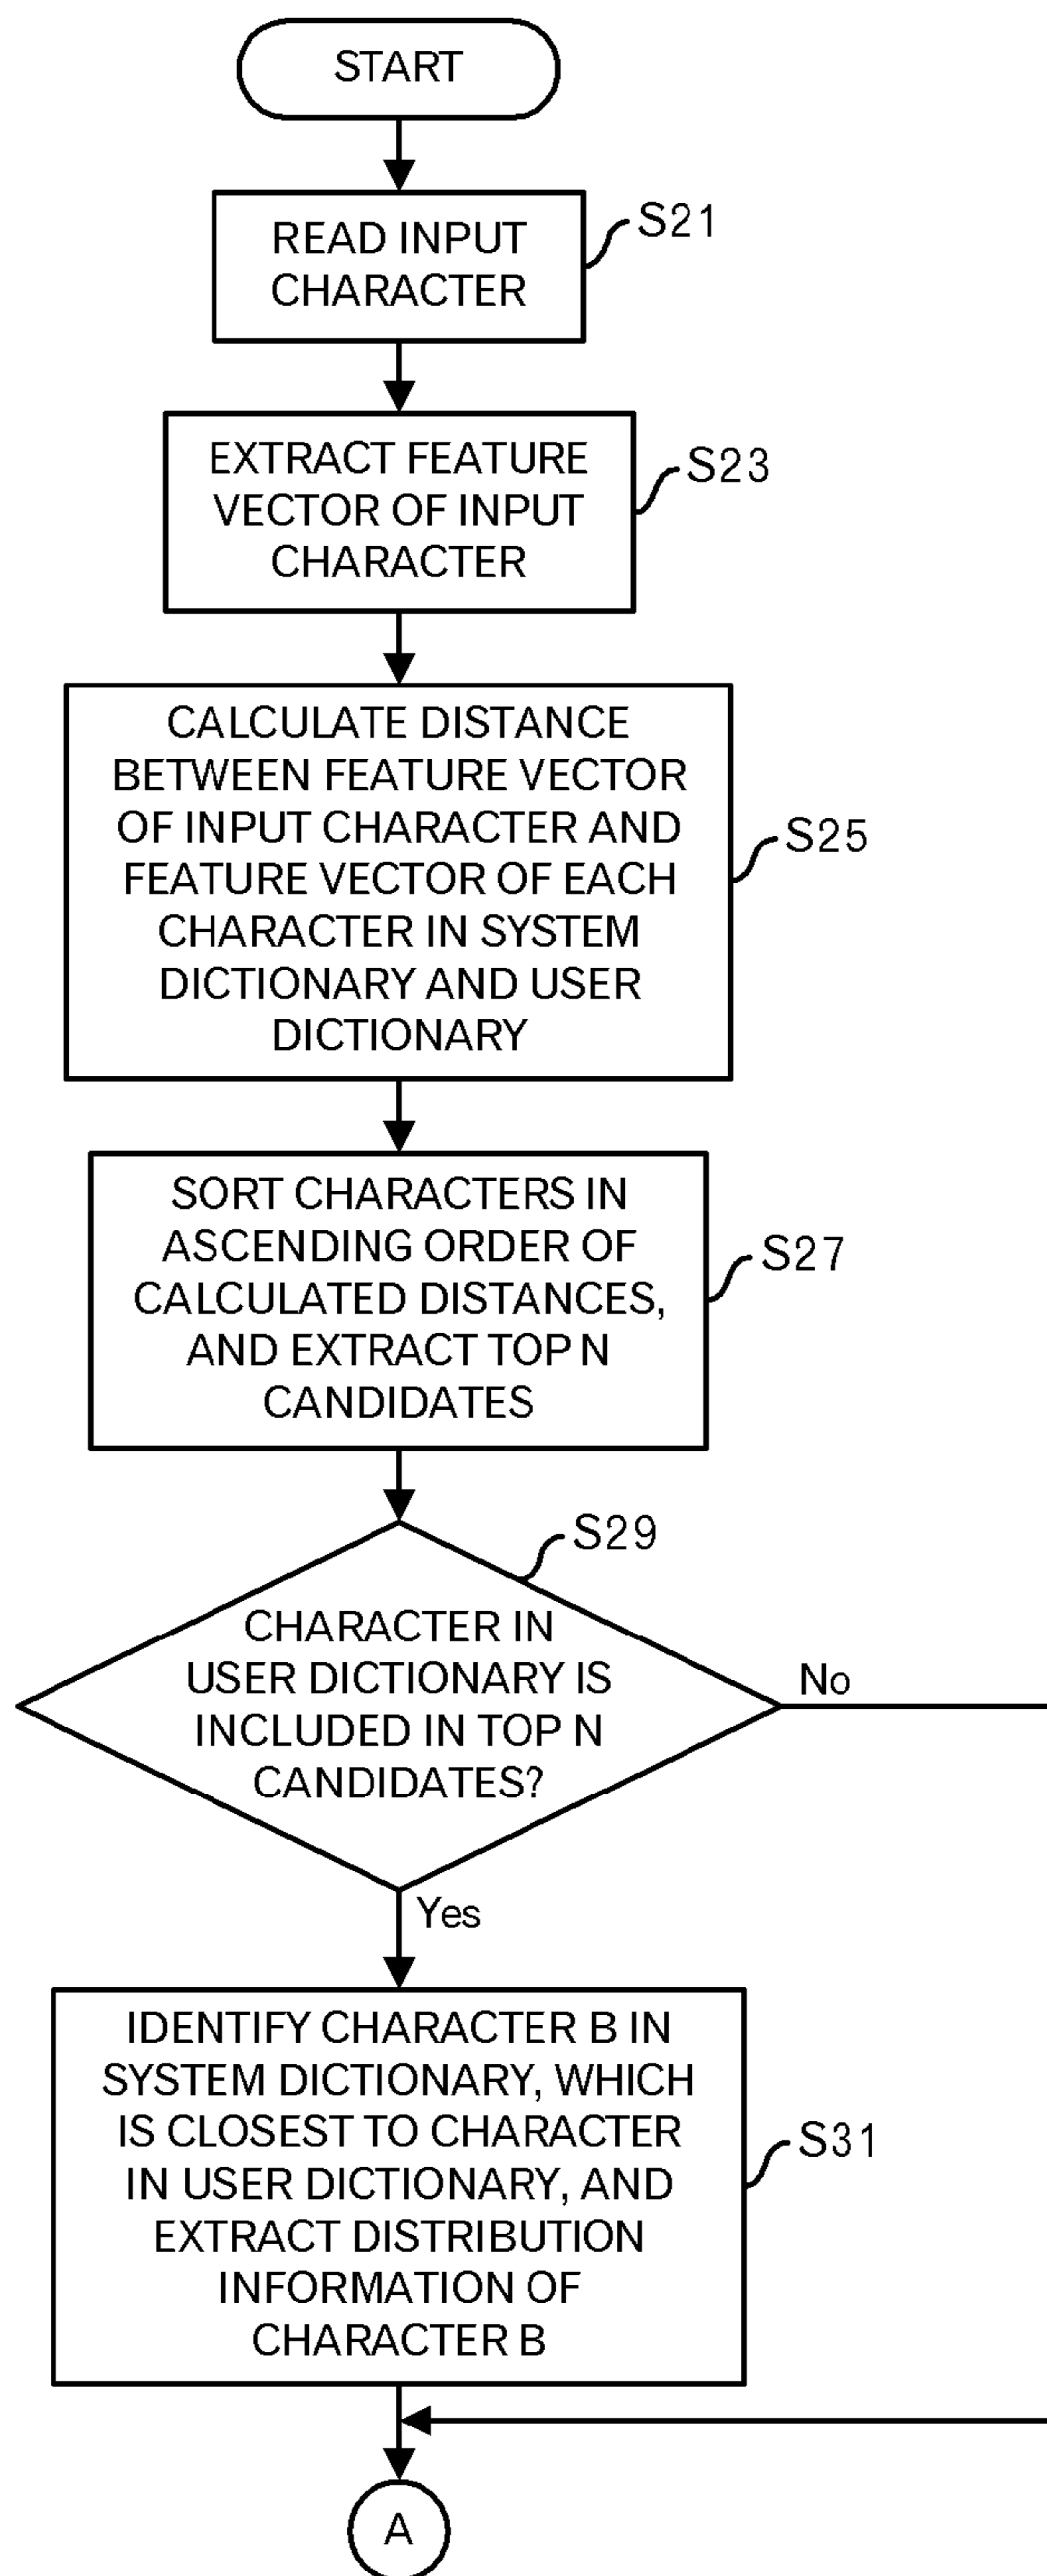 START
READ INPUT
CHARACTER
S21
EXTRACT FEATURE
VECTOR OF INPUT
CHARACTER
S23
CALCULATE DISTANCE
BETWEEN FEATURE VECTOR
OF INPUT CHARACTER AND
FEATURE VECTOR OF EACH
CHARACTER IN SYSTEM
DICTIONARY AND USER
DICTIONARY
S25
SORT CHARACTERS IN
ASCENDING ORDER OF
CALCULATED DISTANCES,
AND EXTRACT TOP N
CANDIDATES
S27
S29
CHARACTER IN
USER DICTIONARY IS
INCLUDED IN TOP N
CANDIDATES?
No
Yes
IDENTIFY CHARACTER B IN
SYSTEM DICTIONARY, WHICH
IS CLOSEST TO CHARACTER
IN USER DICTIONARY, AND
EXTRACT DISTRIBUTION
INFORMATION OF
CHARACTER B
S31
A